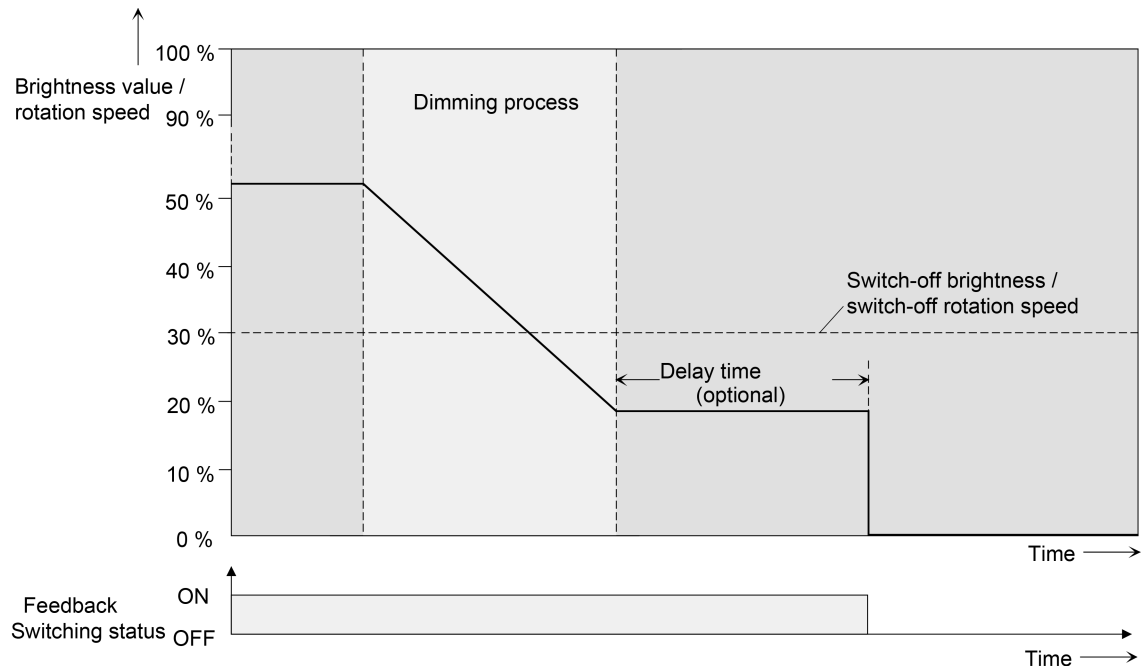 100 %
Brightness value /
rotation speed
90 %
Dimming process
50 %
40 %
Switch-off brightness /
switch-off rotation speed
30 %
Delay time
(optional)
20 %
10 %
0 %
Time
ON
Feedback
Switching status
OFF
Time